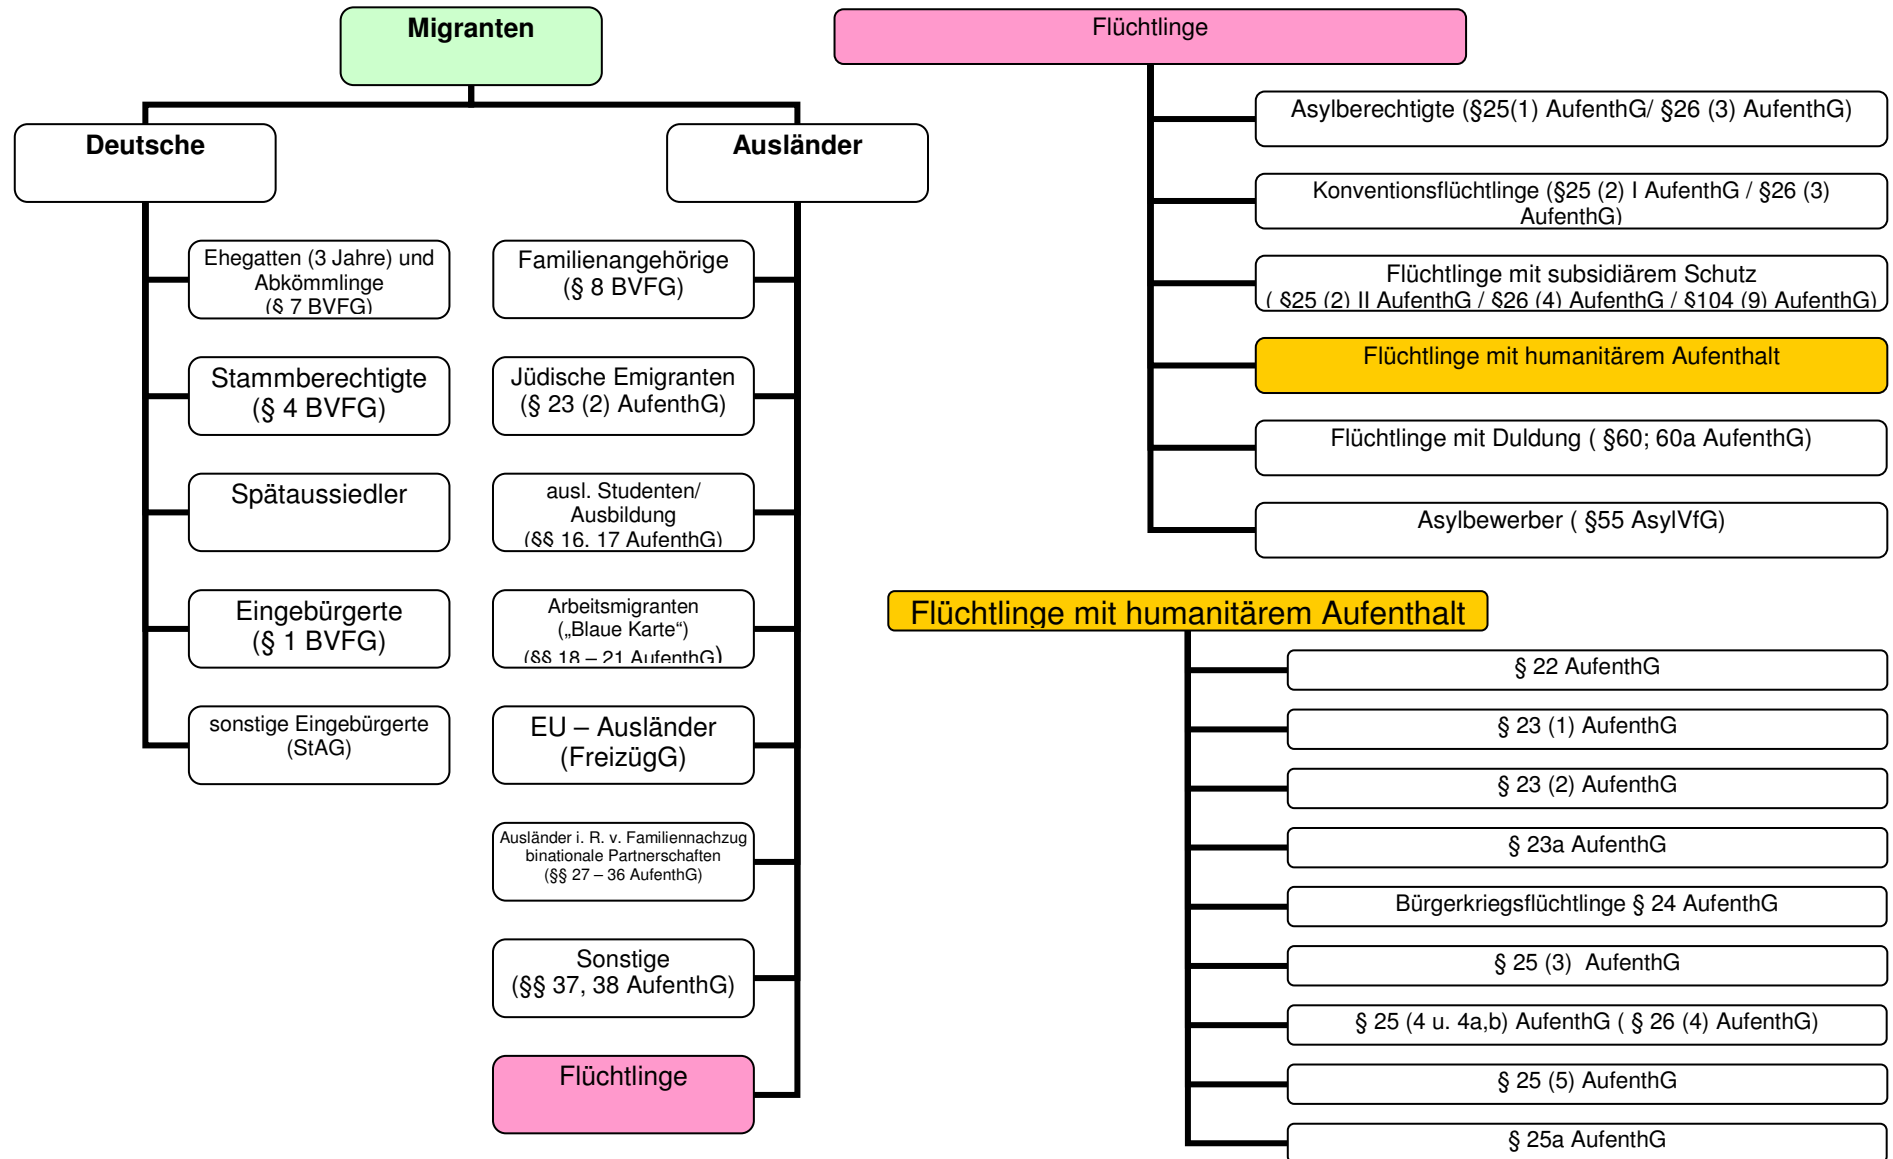 Migranten
Deutsche
Ausländer
Ehegatten (3 Jahre) und
Abkömmlinge
(§ 7 BVFG)
Stammberechtigte
(§ 4 BVFG)
Spätaussiedler
Eingebürgerte
(§ 1 BVFG)
sonstige Eingebürgerte
(StAG)
Familienangehörige
(§ 8 BVFG)
Jüdische Emigranten
(§ 23 (2) AufenthG)
ausl. Studenten/
Ausbildung
(§§ 16, 17 AufenthG)
Arbeitsmigranten
(„Blaue Karte“)
(§§ 18 – 21 AufenthG)
EU – Ausländer
(FreizügG)
Ausländer i. R. v. Familiennachzug
binationale Partnerschaften
(§§ 27 – 36 AufenthG)
Sonstige
(§§ 37, 38 AufenthG)
Flüchtlinge
Flüchtlinge
Asylberechtigte (§25(1) AufenthG/ §26 (3) AufenthG)
Konventionsflüchtlinge (§25 (2) I AufenthG / §26 (3)
AufenthG)
Flüchtlinge mit subsidiärem Schutz
( §25 (2) II AufenthG / §26 (4) AufenthG / §104 (9) AufenthG)
Flüchtlinge mit humanitärem Aufenthalt
Flüchtlinge mit Duldung ( §60; 60a AufenthG)
Asylbewerber ( §55 AsylVfG)
Flüchtlinge mit humanitärem Aufenthalt
§ 22 AufenthG
§ 23 (1) AufenthG
§ 23 (2) AufenthG
§ 23a AufenthG
Bürgerkriegsflüchtlinge § 24 AufenthG
§ 25 (3) AufenthG
§ 25 (4 u. 4a,b) AufenthG ( § 26 (4) AufenthG)
§ 25 (5) AufenthG
§ 25a AufenthG